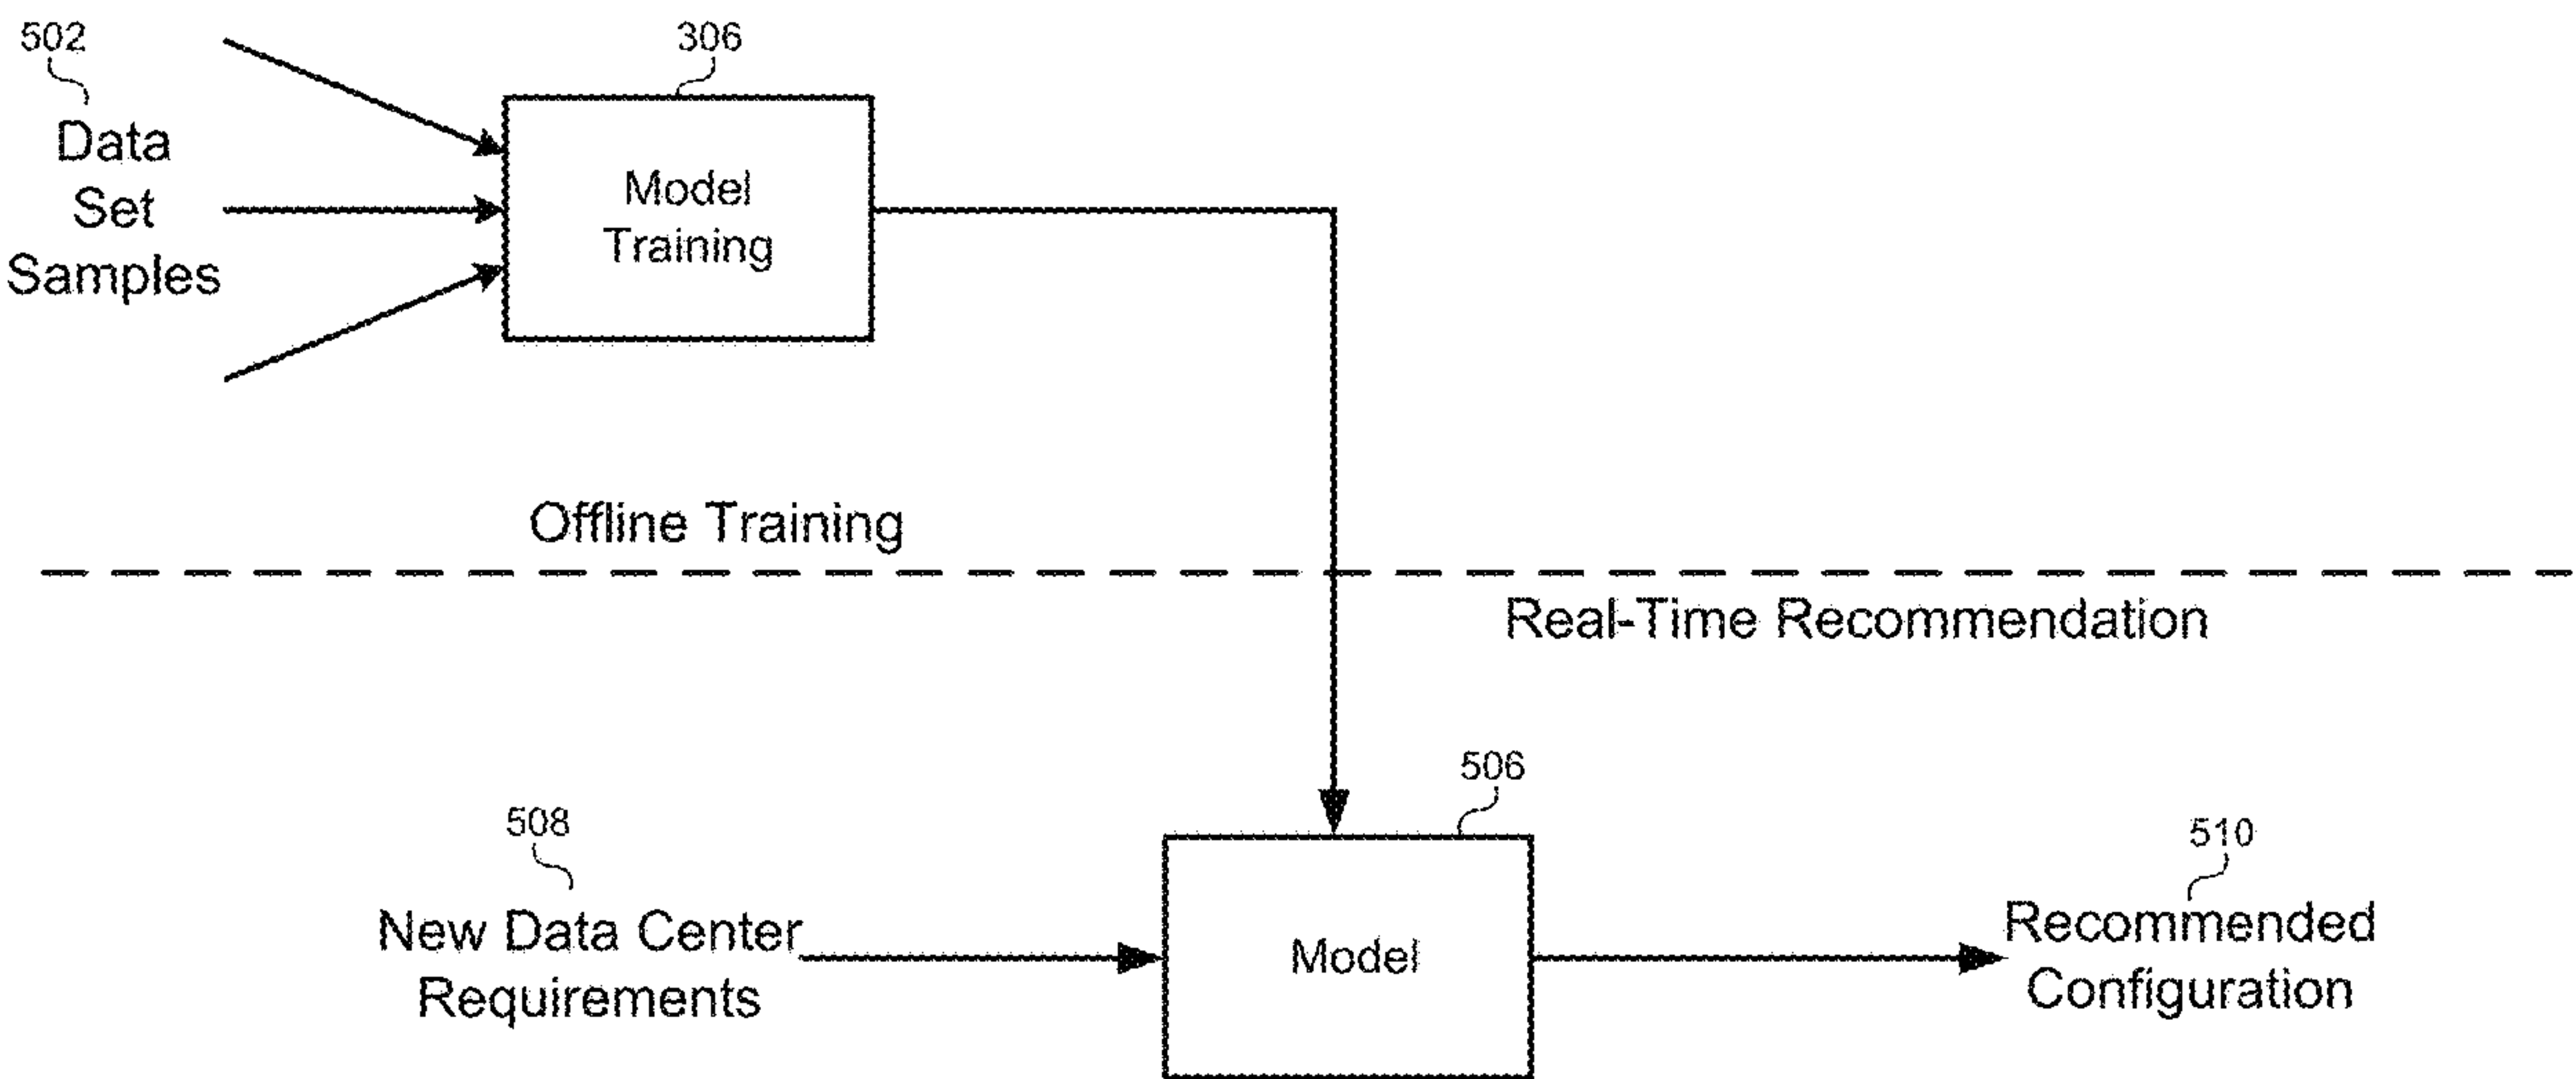 502
306
Data
Set
Samples
Model
Training
Offline Training
Real-Time Recommendation
506
508
510
New Data Center
Requirements
Model
Recommended
Configuration